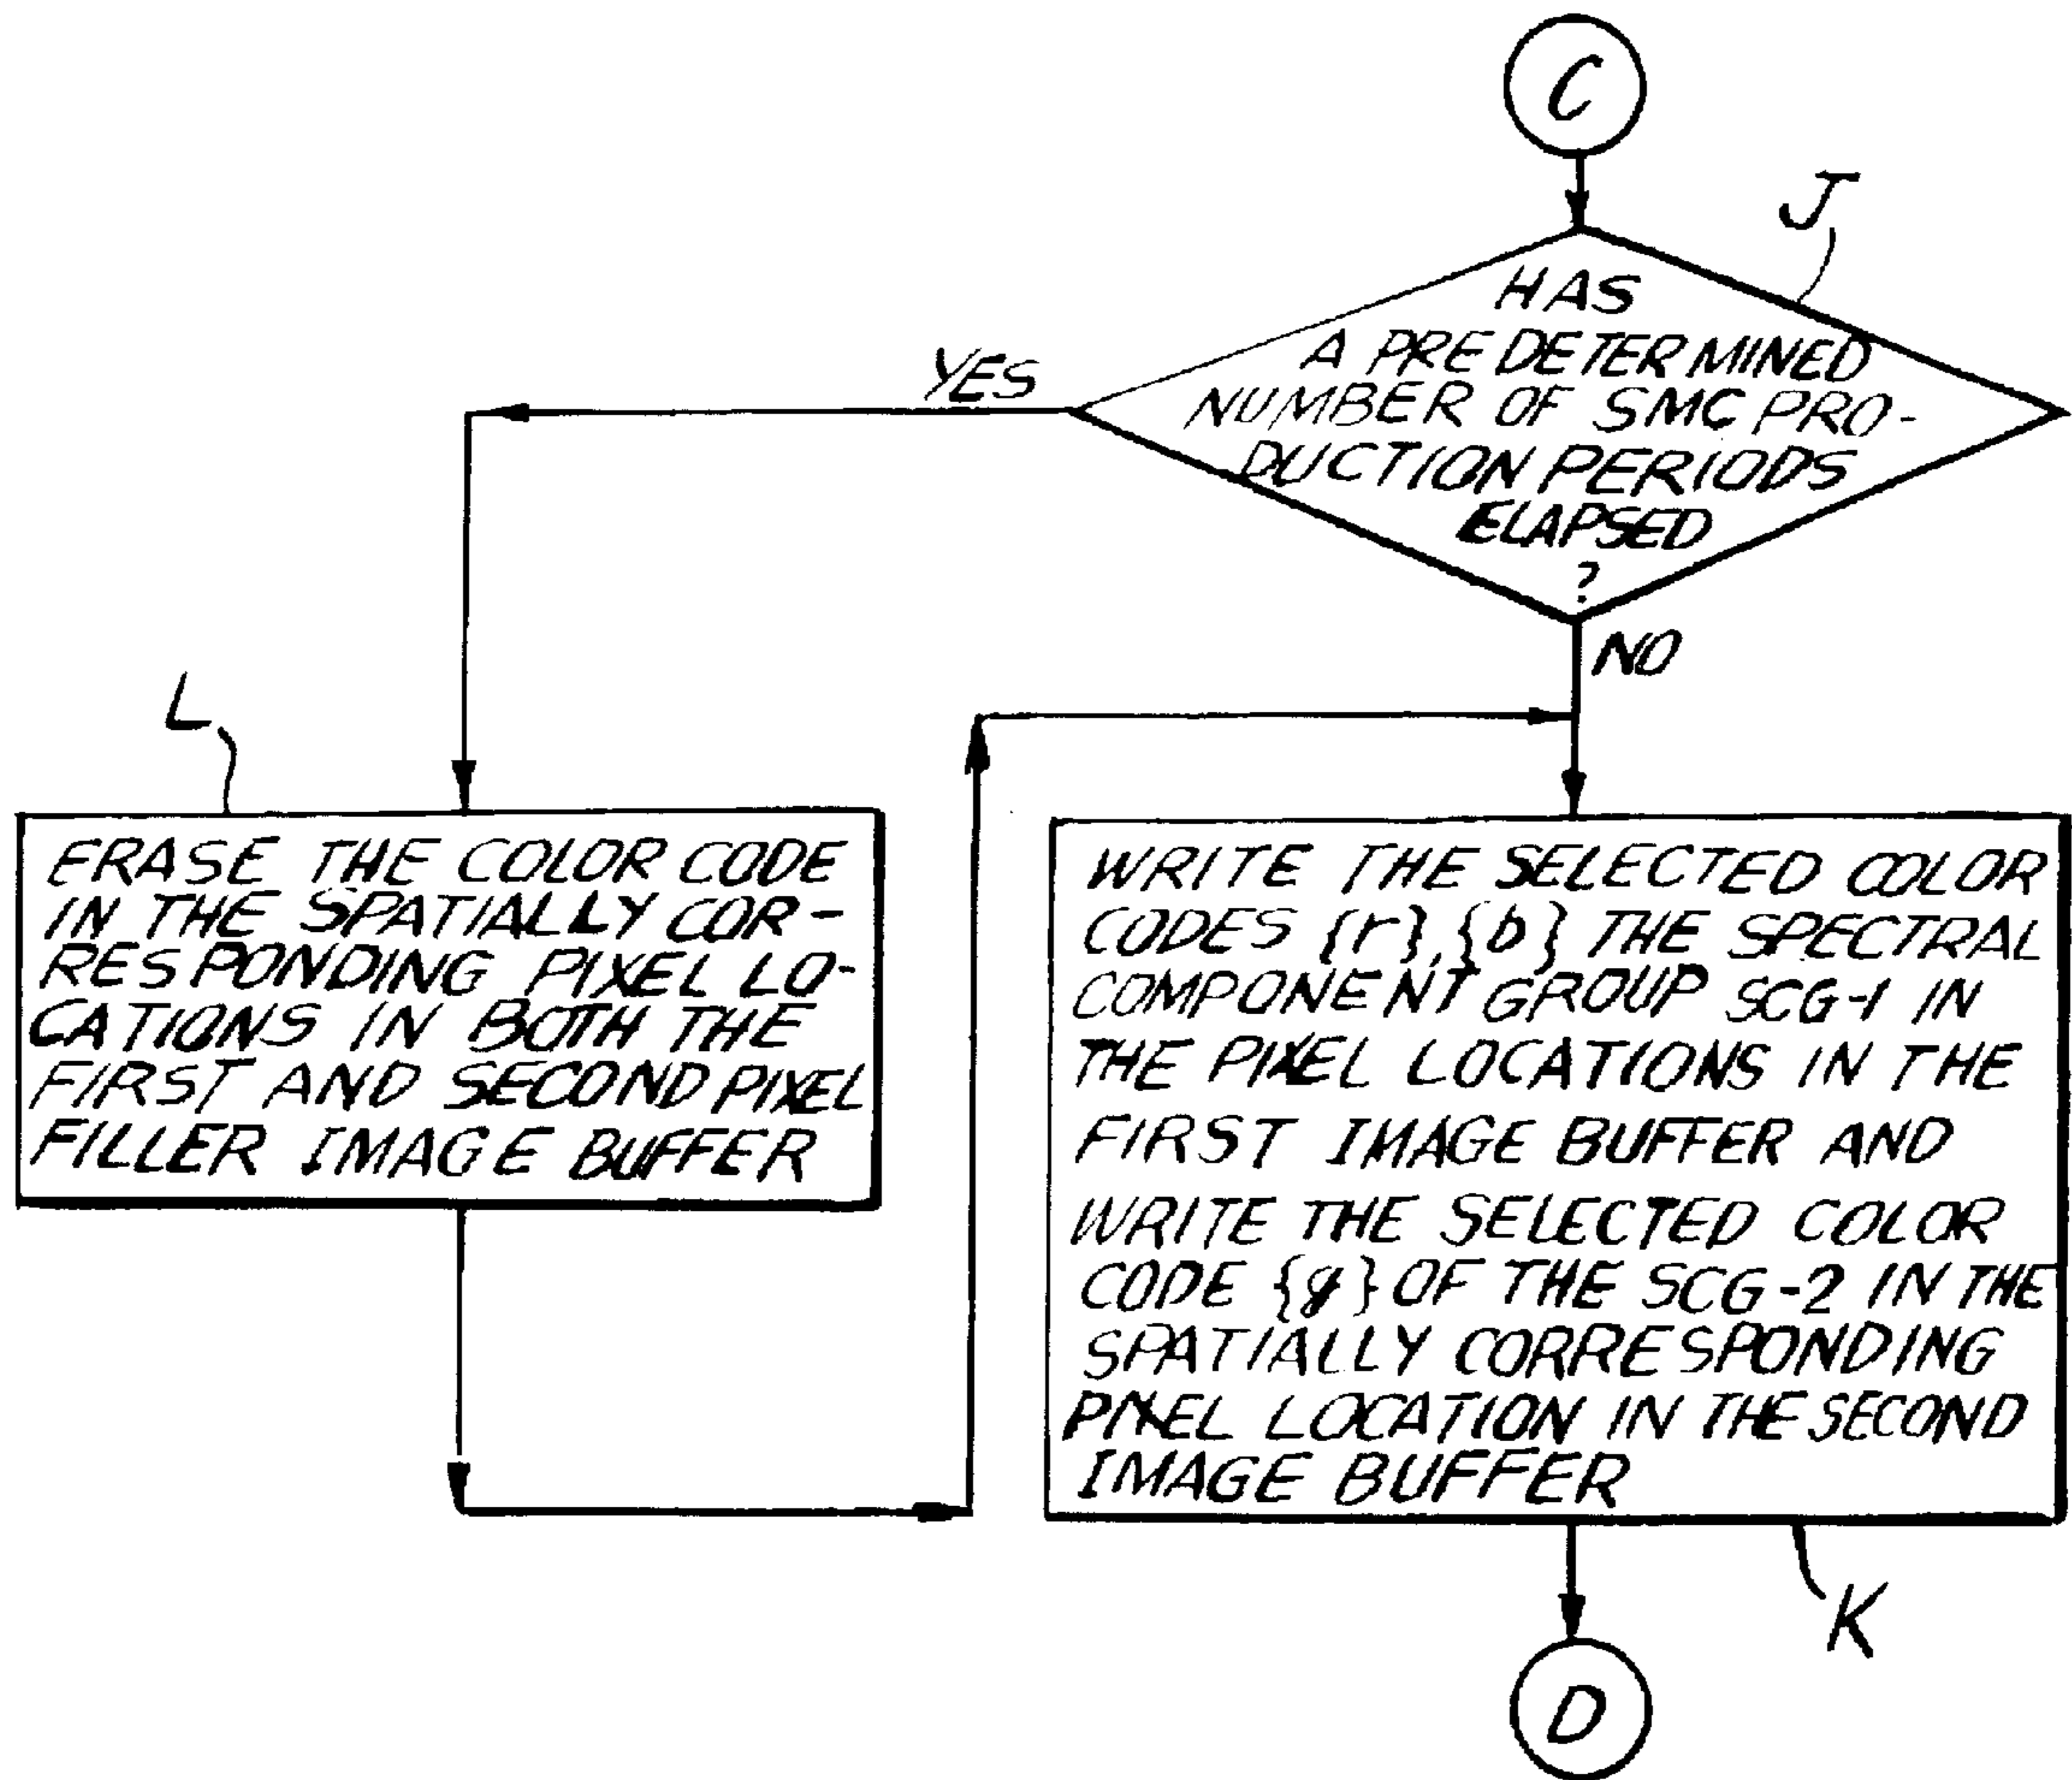 C
J
HAS
A PREDETERMINED
NUMBER OF SMC PRO-
DUCTION PERIODS
ELAPSED
?
YES
NO
L
ERASE THE COLOR CODE
IN THE SPATIALLY COR-
RESPONDING PIXEL LO-
CATIONS IN BOTH THE
FIRST AND SECOND PIXEL
FILLER IMAGE BUFFER
WRITE THE SELECTED COLOR
CODES {r},{b} THE SPECTRAL
COMPONENT GROUP SCG-1 IN
THE PIXEL LOCATIONS IN THE
FIRST IMAGE BUFFER AND
WRITE THE SELECTED COLOR
CODE {g} OF THE SCG-2 IN THE
SPATIALLY CORRESPONDING
PIXEL LOCATION IN THE SECOND
IMAGE BUFFER
K
D